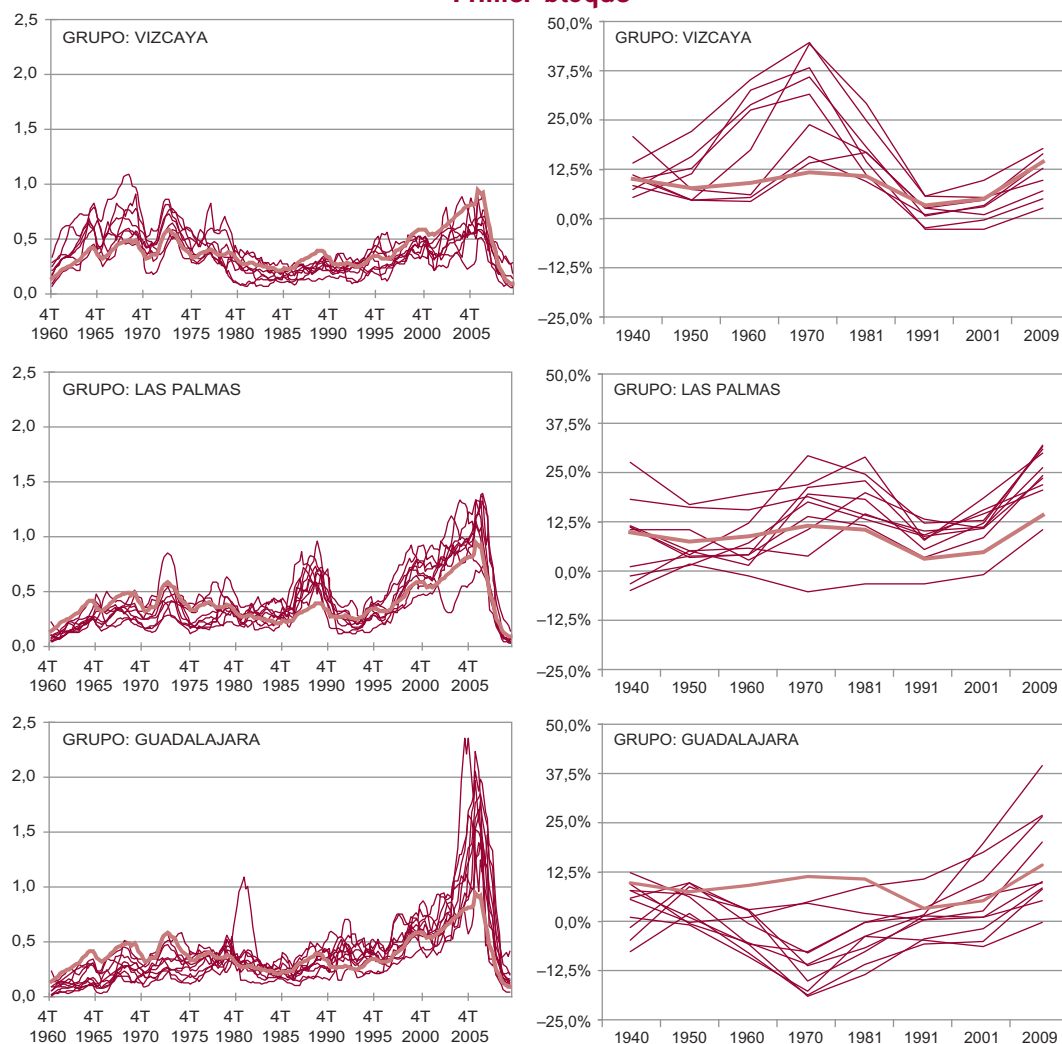 Primer bloque
2,5
GRUPO: VIZCAYA
2,0
1,5
1,0
0,5
0,0
4T 4T 4T 4T 4T 4T 4T 4T 4T 4T
1960 1965 1970 1975 1980 1985 1990 1995 2000 2005
50,0%
GRUPO: VIZCAYA
37,5%
25,0%
12,5%
0,0%
–12,5%
–25,0%
1940 1950 1960 1970 1981 1991 2001 2009
2,5
GRUPO: LAS PALMAS
2,0
1,5
1,0
0,5
0,0
4T 4T 4T 4T 4T 4T 4T 4T 4T 4T
1960 1965 1970 1975 1980 1985 1990 1995 2000 2005
50,0%
GRUPO: LAS PALMAS
37,5%
25,0%
12,5%
0,0%
–12,5%
–25,0%
1940 1950 1960 1970 1981 1991 2001 2009
2,5
GRUPO: GUADALAJARA
2,0
1,5
1,0
0,5
0,0
4T 4T 4T 4T 4T 4T 4T 4T 4T 4T
1960 1965 1970 1975 1980 1985 1990 1995 2000 2005
50,0%
GRUPO: GUADALAJARA
37,5%
25,0%
12,5%
0,0%
–12,5%
–25,0%
1940 1950 1960 1970 1981 1991 2001 2009